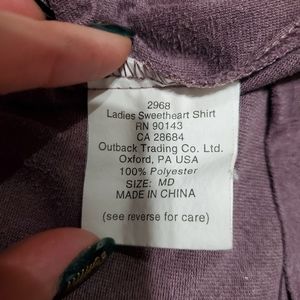 2968
Ladies Sweetheart Shirt
RN 90143
CA 28684
Outback Trading Co. Ltd.
Oxford, PA USA
100% Polyester
SIZE: MD
MADE IN CHINA
(see reverse for care)